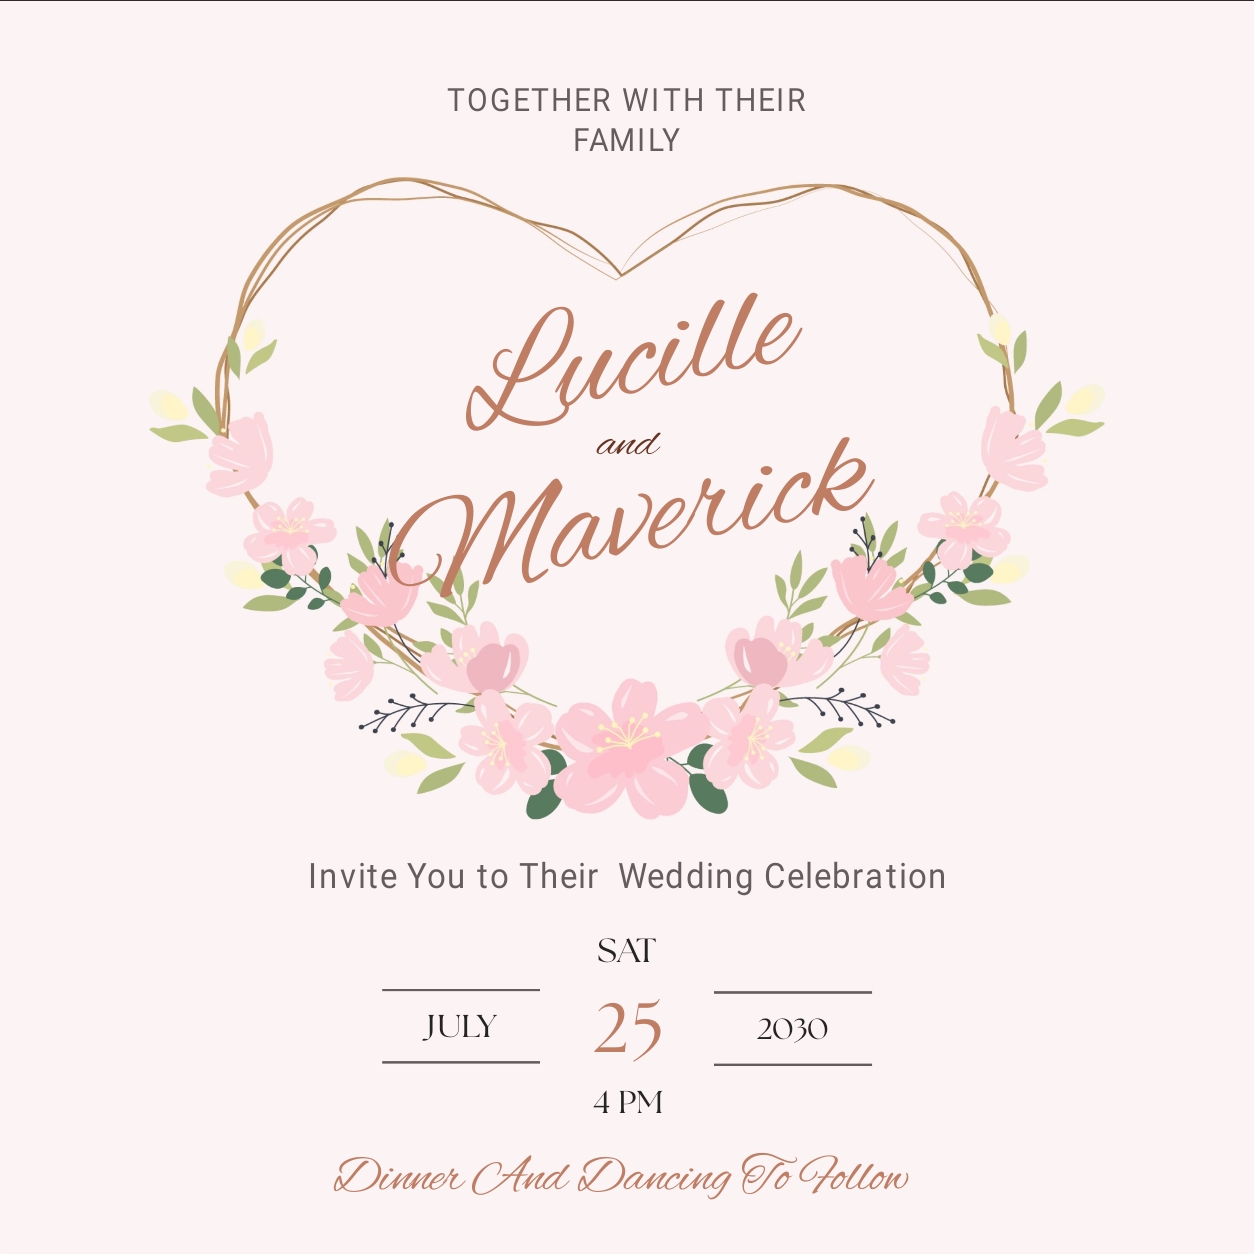 TOGETHER WITH THEIR
FAMILY
Lucille
and
Maverick
Invite You to Their  Wedding Celebration
SAT
JULY
25
2030
4 PM
Dinner And Dancing To Follow